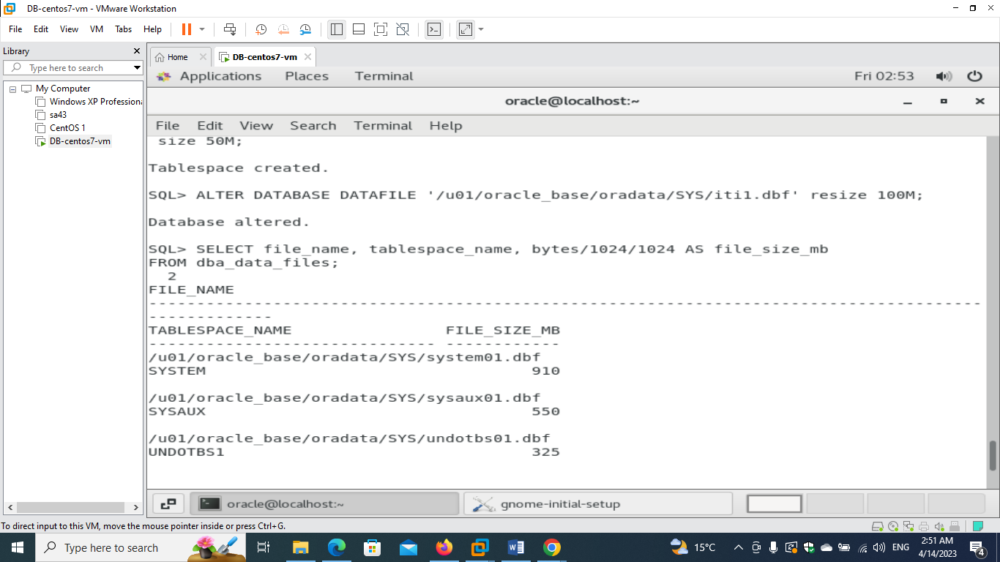 DB-centos7-vm - VMware Workstation
File Edit View VM Tabs Help
Library
Type here to search
My Computer
Windows XP Professiona
sa43
CentOS 1
DB-centos7-vm
Home DB-centos7-vm
Applications Places Terminal Fri 02:53
oracle@localhost:~
File Edit View Search Terminal Help
size 50M;
Tablespace created.
SQL> ALTER DATABASE DATAFILE '/u01/oracle_base/oradata/SYS/iti1.dbf' resize 100M;
Database altered.
SQL> SELECT file_name, tablespace_name, bytes/1024/1024 AS file_size_mb
FROM dba_data_files;
2
FILE_NAME
--------------------------------------------------------------------------------
-------------
TABLESPACE_NAME FILE_SIZE_MB
------------------------------ ------------
/u01/oracle_base/oradata/SYS/system01.dbf
SYSTEM 910
/u01/oracle_base/oradata/SYS/sysaux01.dbf
SYSAUX 550
/u01/oracle_base/oradata/SYS/undotbs01.dbf
UNDOTBS1 325
oracle@localhost:~ gnome-initial-setup
To direct input to this VM, move the mouse pointer inside or press Ctrl+G.
Type here to search 15°C ENG 2:51 AM
4/14/2023 4